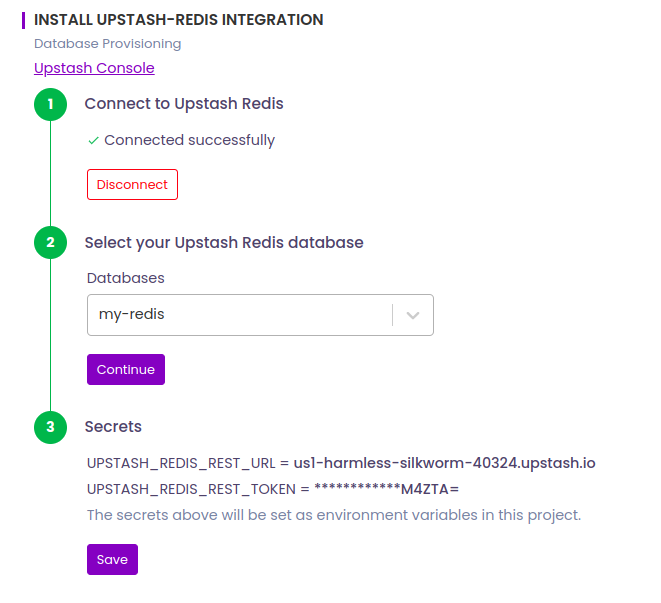 INSTALL UPSTASH-REDIS INTEGRATION
Database Provisioning
Upstash Console
1 Connect to Upstash Redis
Connected successfully
Disconnect
2 Select your Upstash Redis database
Databases
my-redis
Continue
3 Secrets
UPSTASH_REDIS_REST_URL = us1-harmless-silkworm-40324.upstash.io
UPSTASH_REDIS_REST_TOKEN = ************M4ZTA=
The secrets above will be set as environment variables in this project.
Save